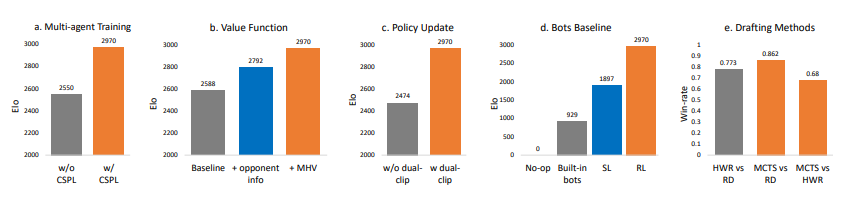 a. Multi-agent Training
3000
2800
2600
2400
2200
2000
Elo
2550
2970
w/o
CSPL
w/
CSPL
b. Value Function
3000
2800
2600
2400
2200
2000
Elo
2588
2792
2970
Baseline
+ opponent
info
+ MHV
c. Policy Update
3000
2800
2600
2400
2200
2000
Elo
2474
2970
w/o dual-
clip
w dual-
clip
d. Bots Baseline
3000
2500
2000
1500
1000
500
0
Elo
0
929
1897
2970
No-op
Built-in
bots
SL
RL
e. Drafting Methods
1
0.9
0.8
0.7
0.6
0.5
0.4
0.3
0.2
0.1
0
Win-rate
0.773
0.862
0.68
HWR vs
RD
MCTS vs
RD
MCTS vs
HWR